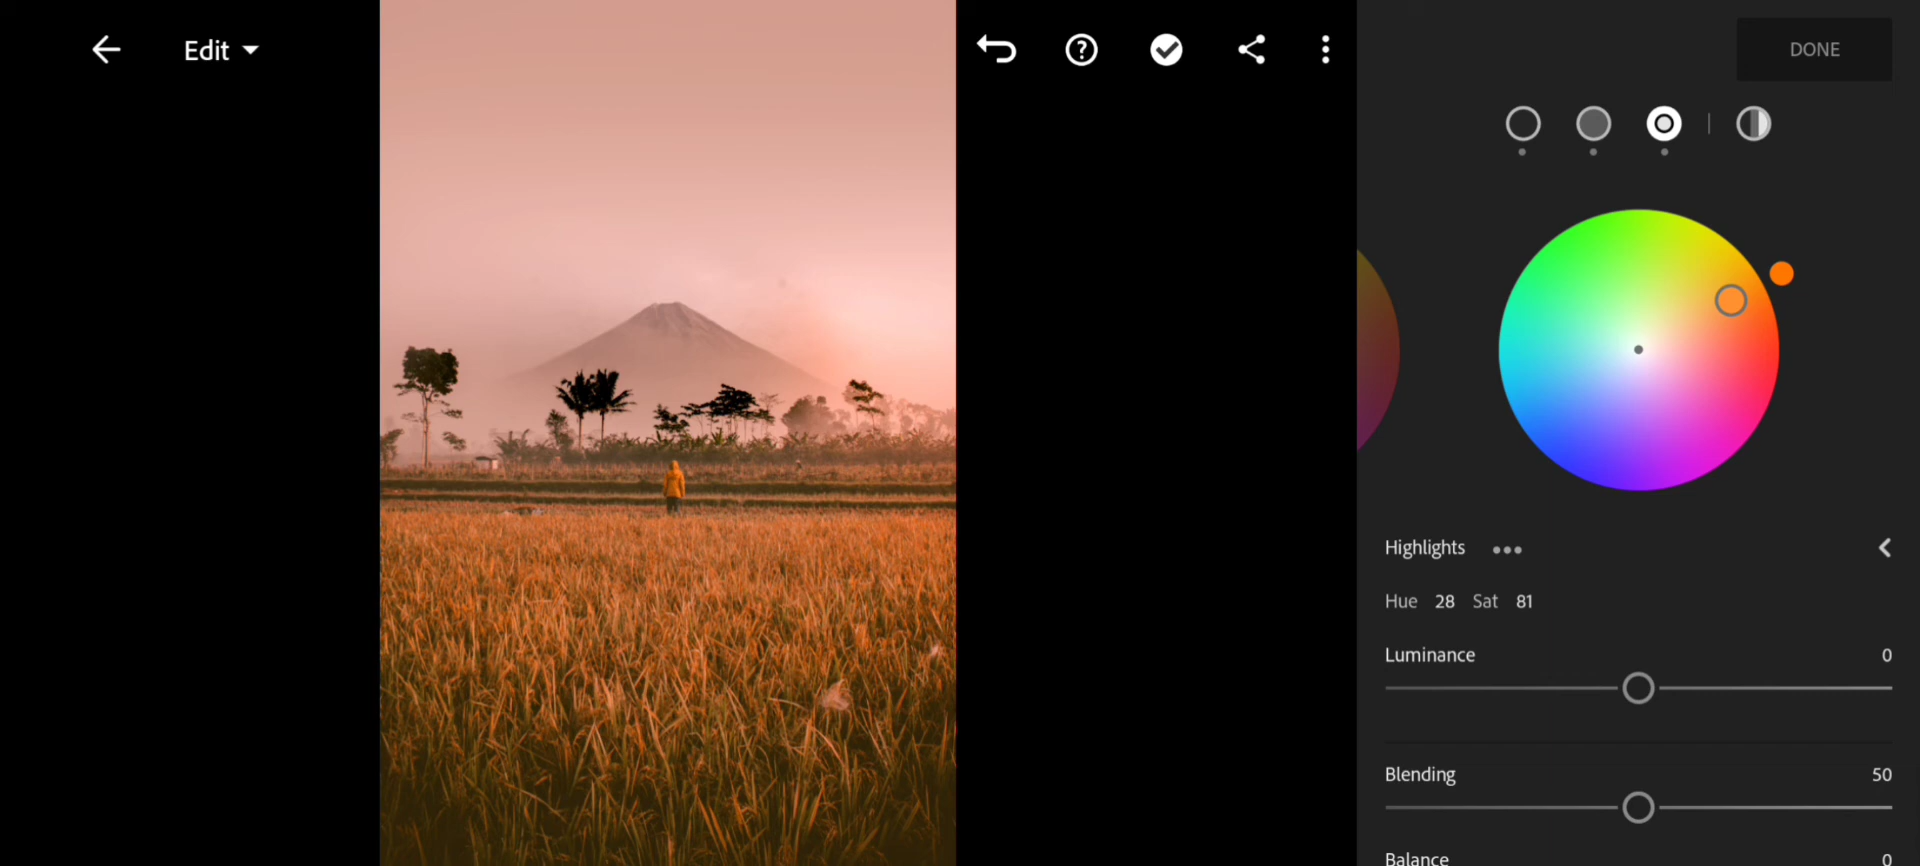 Edit
DONE
Highlights
Hue 28 Sat 81
Luminance 0
Blending 50
Balance 0